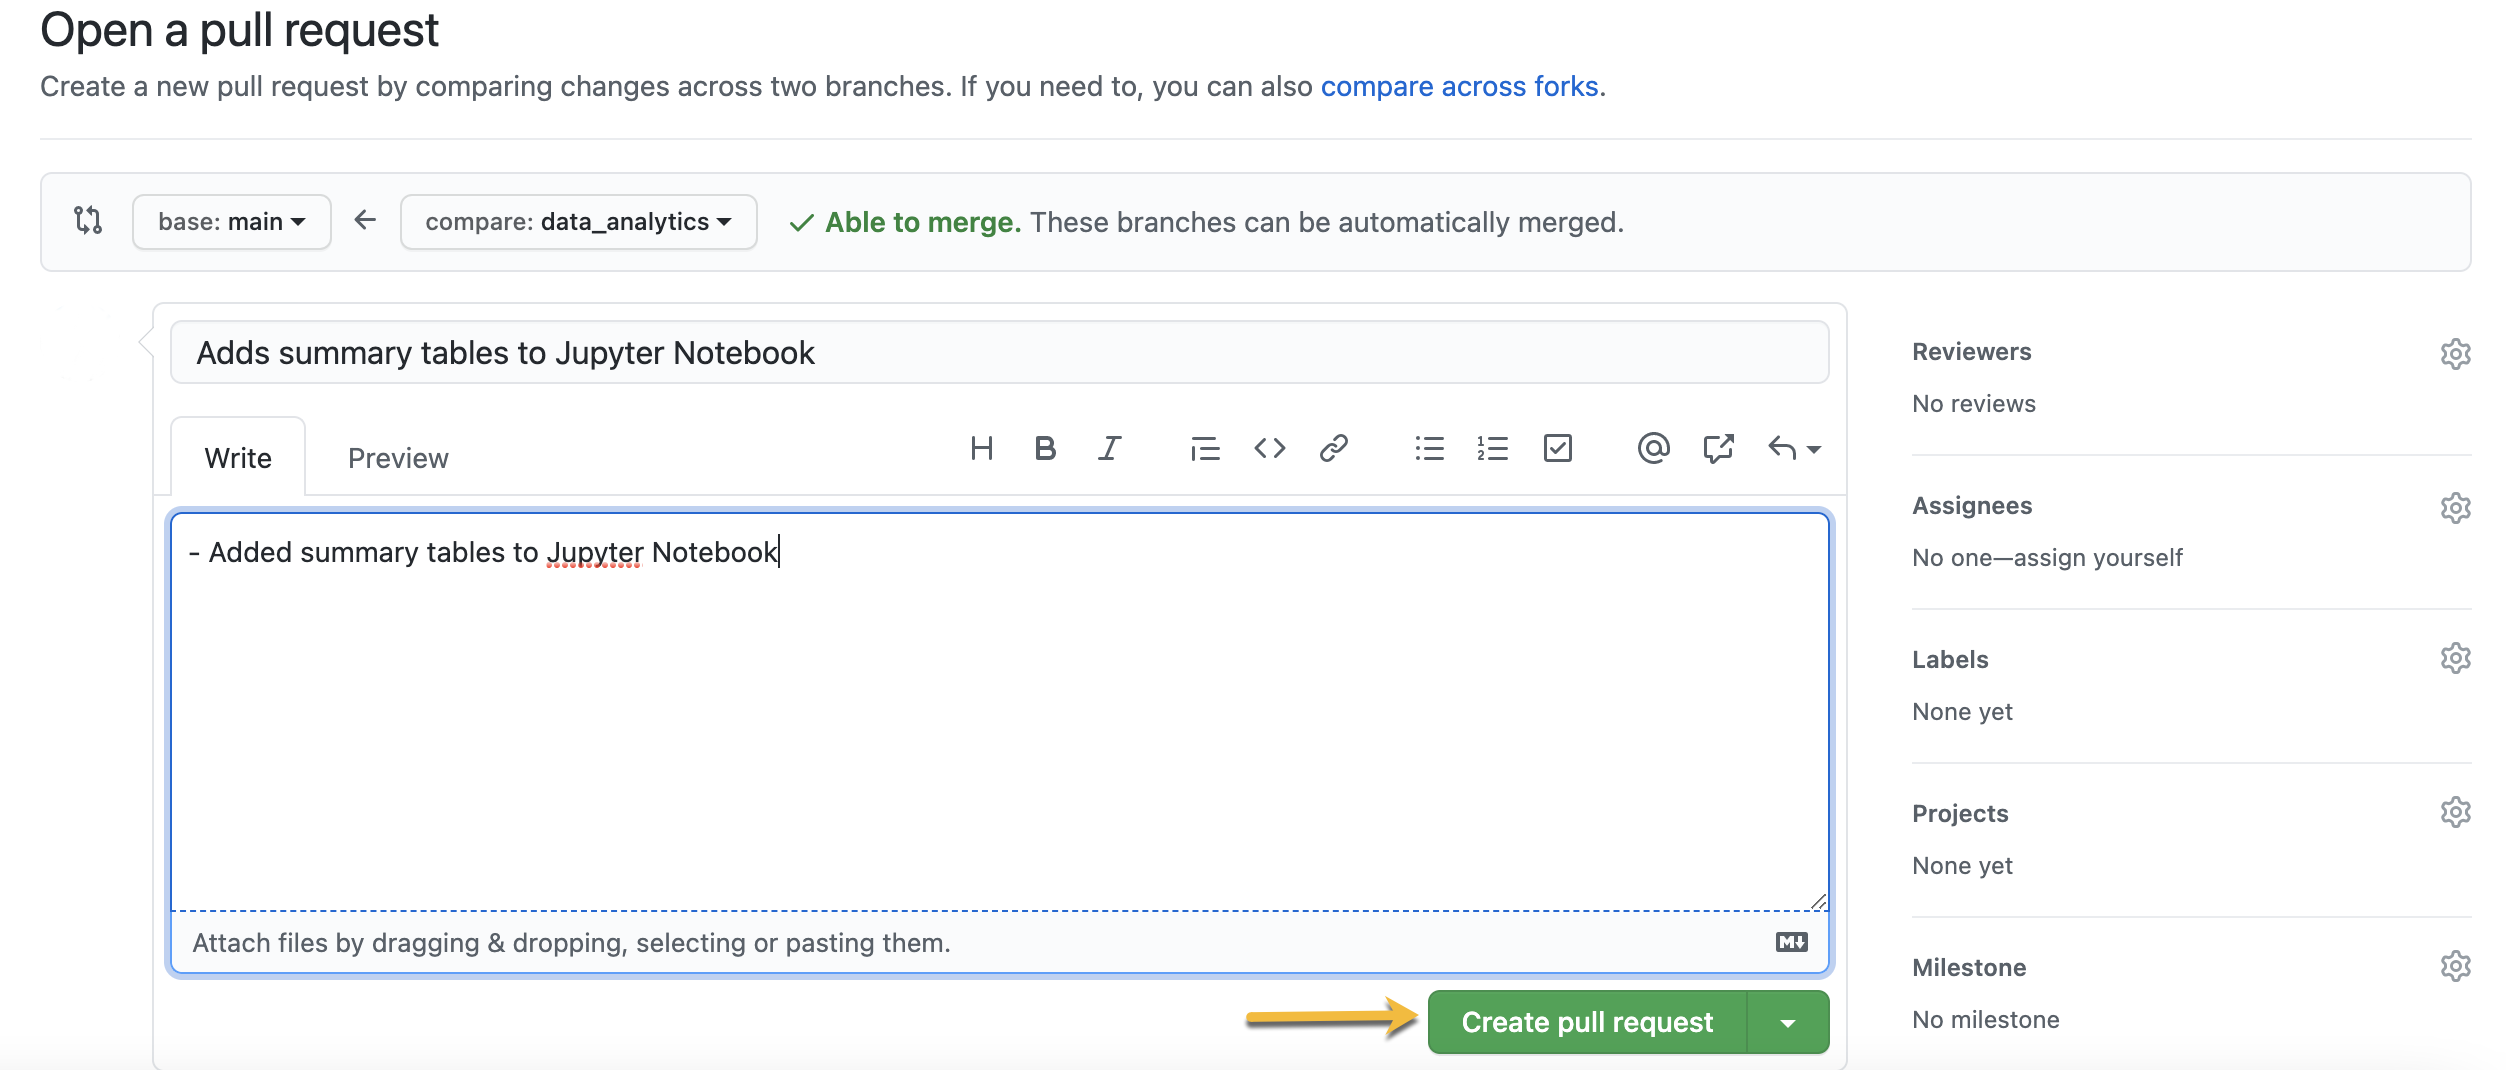 Open a pull request
Create a new pull request by comparing changes across two branches. If you need to, you can also compare across forks.
base: main
compare: data_analytics
Able to merge. These branches can be automatically merged.
Adds summary tables to Jupyter Notebook
Write
Preview
- Added summary tables to Jupyter Notebook
Attach files by dragging & dropping, selecting or pasting them.
Create pull request
Reviewers
No reviews
Assignees
No one—assign yourself
Labels
None yet
Projects
None yet
Milestone
No milestone